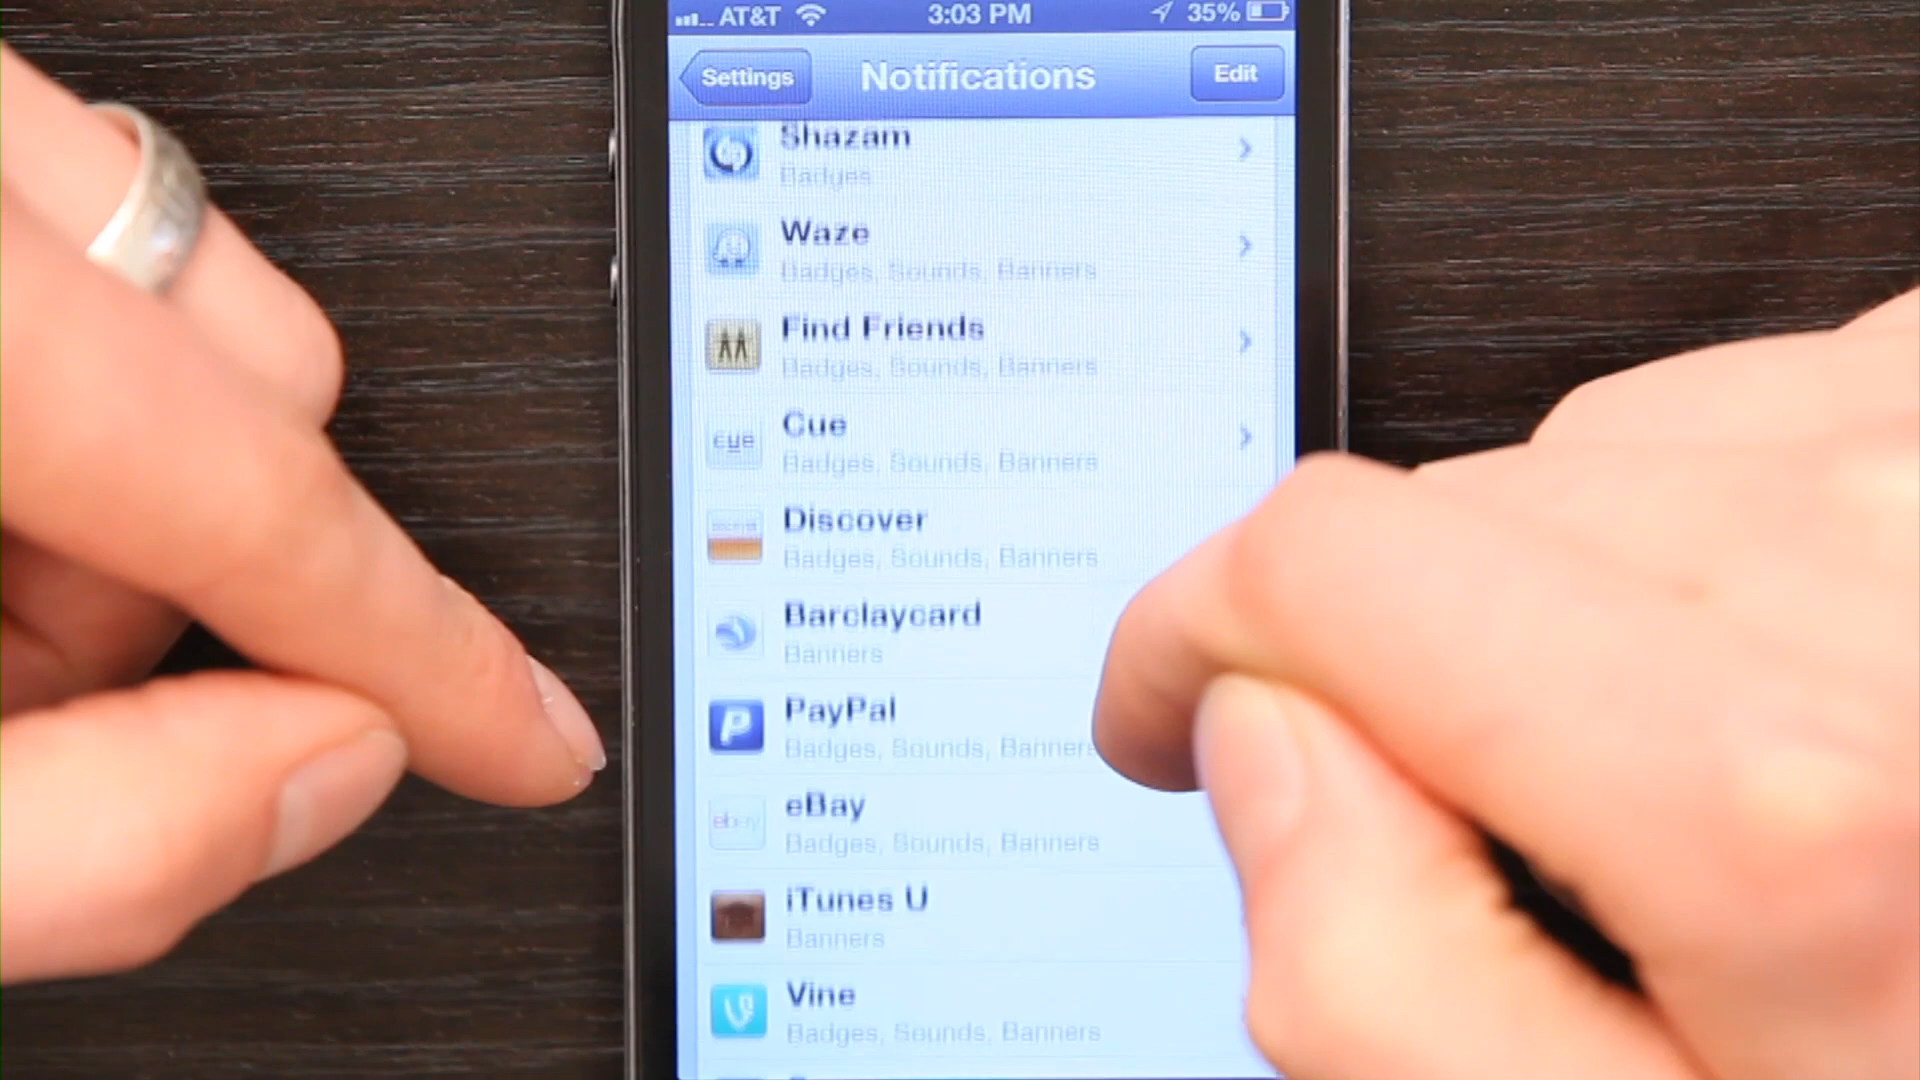 AT&T 3:03 PM 35%
Settings Notifications Edit
Shazam
Badges
Waze
Badges, Sounds, Banners
Find Friends
Badges, Sounds, Banners
cue Cue
Badges, Sounds, Banners
Discover
Badges, Sounds, Banners
Barclaycard
Banners
P PayPal
Badges, Sounds, Banners
ebay eBay
Badges, Sounds, Banners
iTunes U
Banners
Vine
Badges, Sounds, Banners